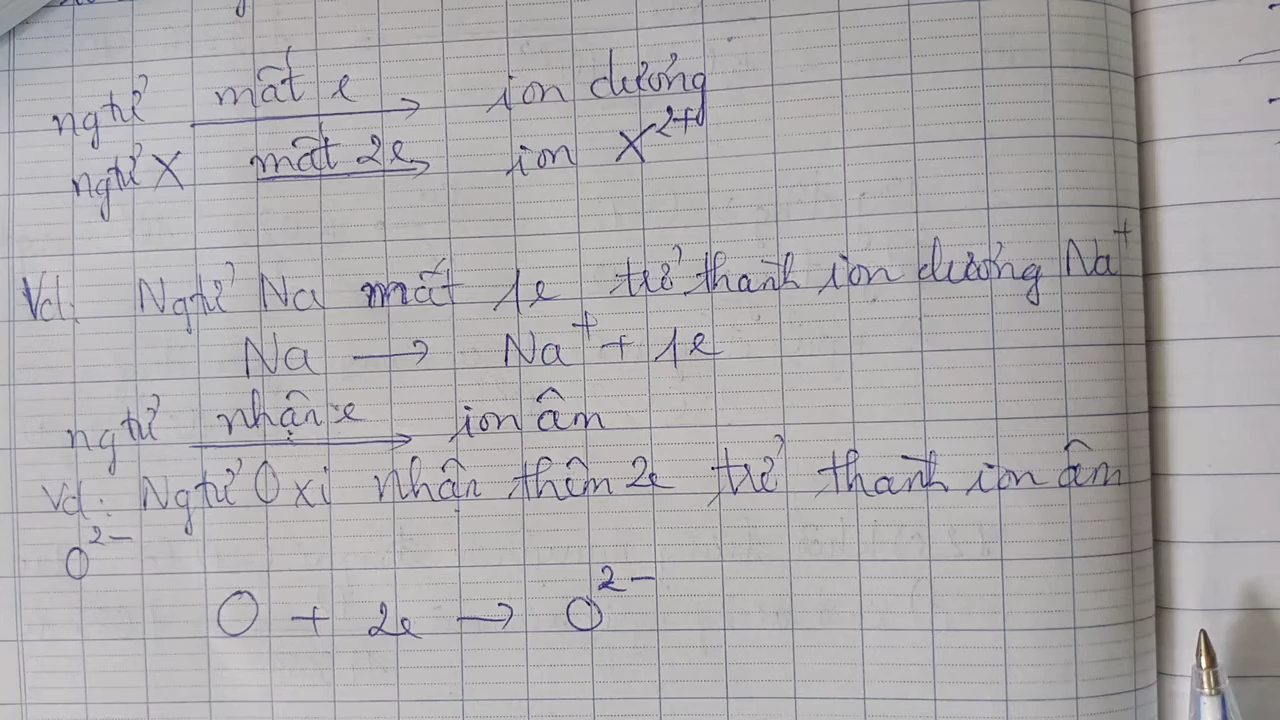 ngtử mất e → ion dương
ngtử X mất 2e → ion X²⁺
Vd: Ngtử Na mất 1e trở thành ion dương Na⁺
Na → Na⁺ + 1e
ngtử nhận e → ion âm
Vd: Ngtử Oxi nhận thêm 2e trở thành ion âm
O²⁻
O + 2e → O²⁻